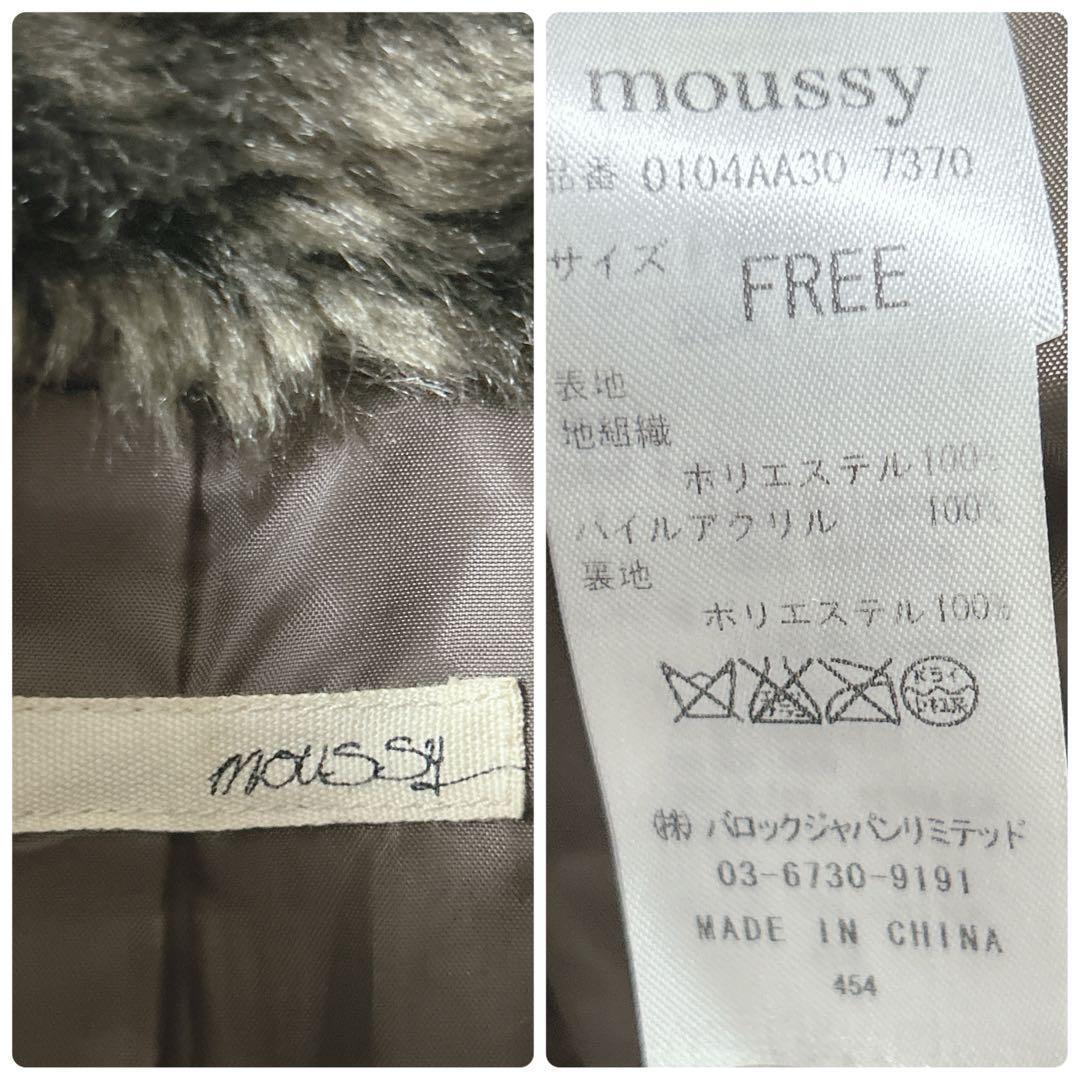 moussy
moussy
品番 0104AA30 7370
サイズ
FREE
表地
地組織
ポリエステル100%
パイルアクリル 100%
裏地
ポリエステル100%
ドライ
(株)バロックジャパンリミテッド
03-6730-9191
MADE IN CHINA
454